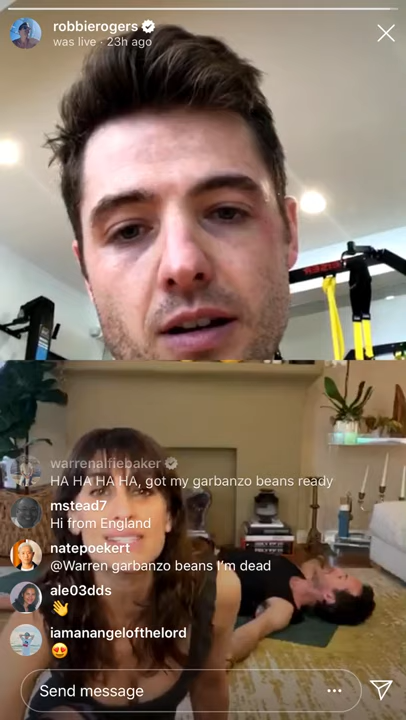 robbierogers
was live · 23h ago
warrenalfiebaker
HA HA HA HA, got my garbanzo beans ready
mstead7
Hi from England
natepoekert
@Warren garbanzo beans I'm dead
ale03dds
👋
iamanangelofthelord
😍
Send message